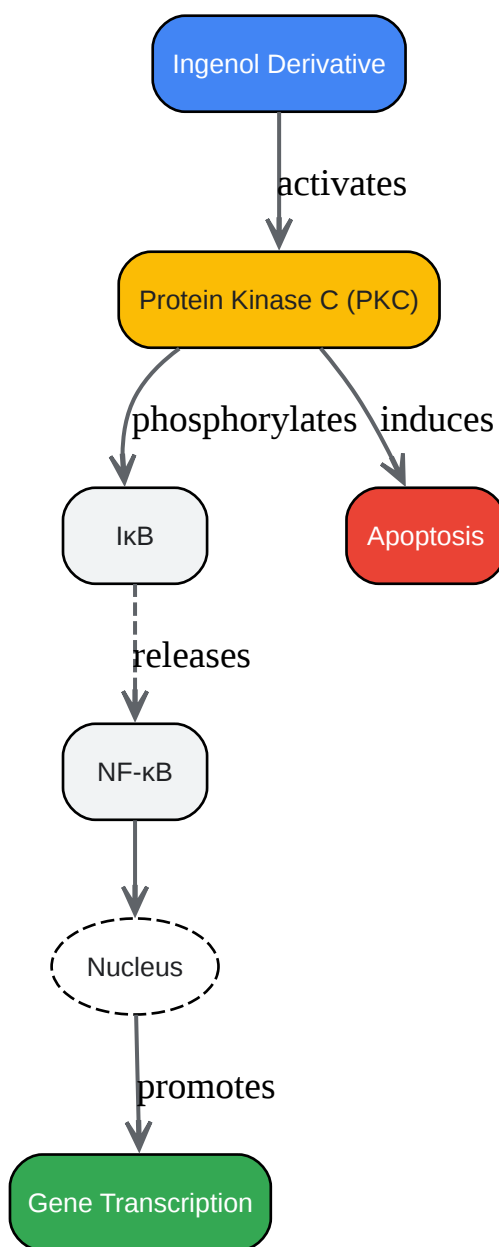 Ingenol Derivative
activates
Protein Kinase C (PKC)
phosphorylates
induces
IκB
Apoptosis
releases
NF-κB
Nucleus
promotes
Gene Transcription